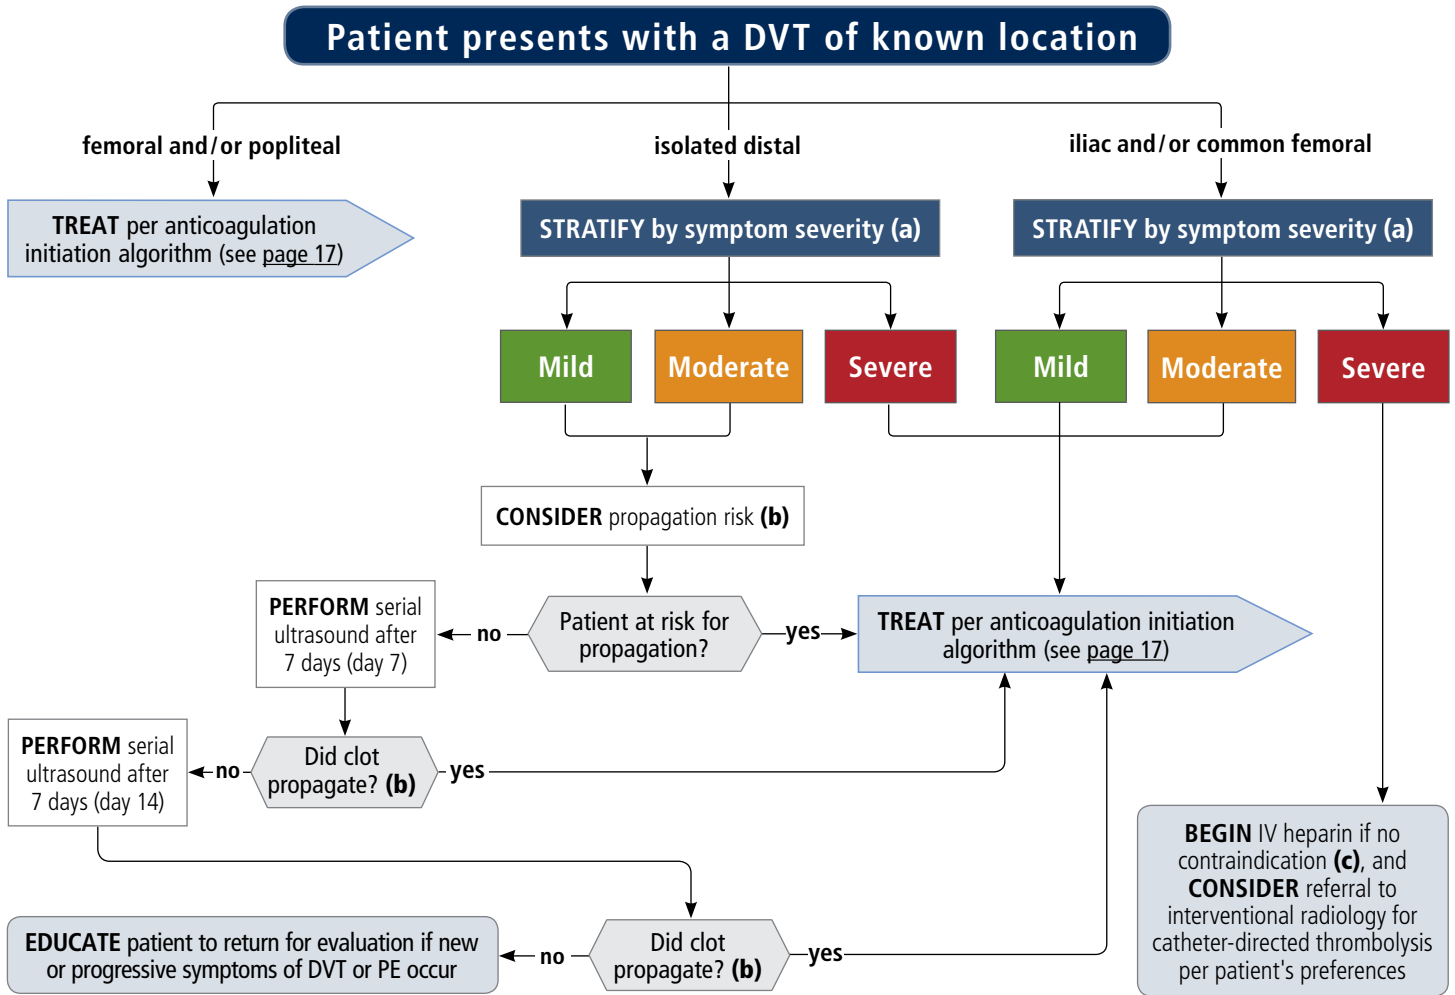 Patient presents with a DVT of known location
femoral and/or popliteal
isolated distal
iliac and/or common femoral
TREAT per anticoagulation
initiation algorithm (see page 17)
STRATIFY by symptom severity (a)
STRATIFY by symptom severity (a)
Mild
Moderate
Severe
Mild
Moderate
Severe
CONSIDER propagation risk (b)
PERFORM serial
ultrasound after
7 days (day 7)
no
Patient at risk for
propagation?
yes
TREAT per anticoagulation initiation
algorithm (see page 17)
PERFORM serial
ultrasound after
7 days (day 14)
no
Did clot
propagate? (b)
yes
BEGIN IV heparin if no
contraindication (c), and
CONSIDER referral to
interventional radiology for
catheter-directed thrombolysis
per patient's preferences
EDUCATE patient to return for evaluation if new
or progressive symptoms of DVT or PE occur
no
Did clot
propagate? (b)
yes